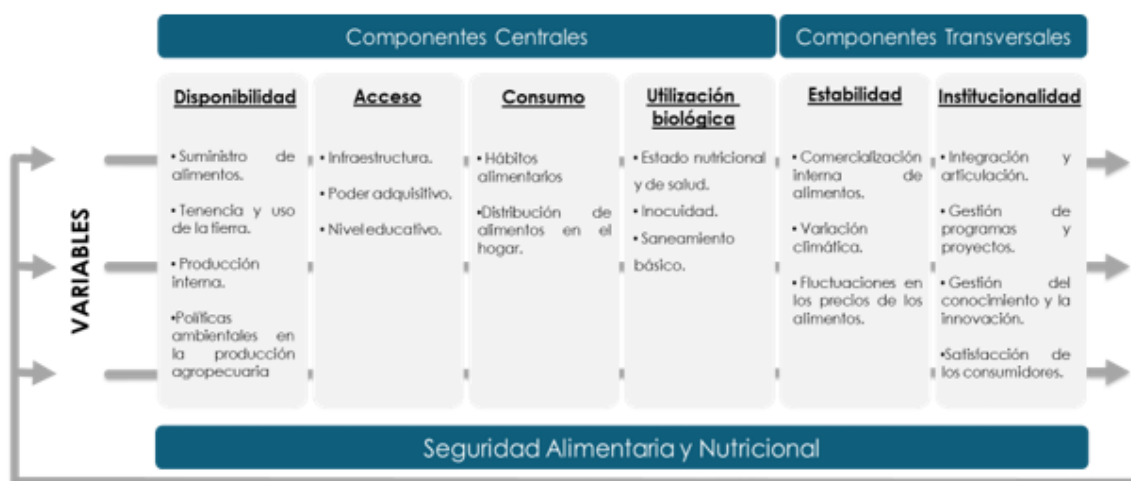 Componentes Centrales
Componentes Transversales
VARIABLES
Disponibilidad
• Suministro de
alimentos.
• Tenencia y uso
de la tierra.
• Producción
interna.
•Políticas
ambientales en
la producción
agropecuaria
Acceso
• Infraestructura.
• Poder adquisitivo.
• Nivel educativo.
Consumo
• Hábitos
alimentarios
•Distribución de
alimentos en el
hogar.
Utilización
biológica
• Estado nutricional
y de salud.
• Inocuidad.
• Saneamiento
básico.
Estabilidad
• Comercialización
interna de
alimentos.
• Variación
climática.
• Fluctuaciones en
los precios de los
alimentos.
Institucionalidad
• Integración y
articulación.
• Gestión de
programas y
proyectos.
• Gestión del
conocimiento y la
innovación.
•Satisfacción de
los consumidores.
Seguridad Alimentaria y Nutricional